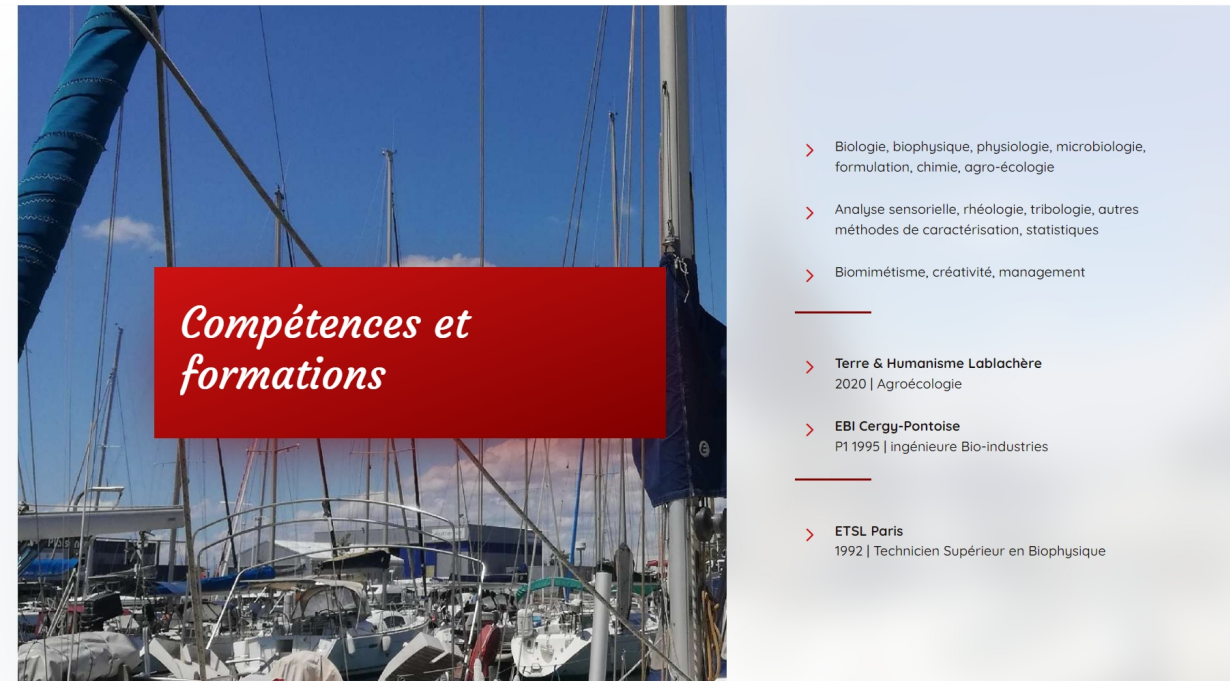 Compétences et
formations
Biologie, biophysique, physiologie, microbiologie,
formulation, chimie, agro-écologie
Analyse sensorielle, rhéologie, tribologie, autres
méthodes de caractérisation, statistiques
Biomimétisme, créativité, management
Terre & Humanisme Lablachère
2020 | Agroécologie
EBI Cergy-Pontoise
P1 1995 | ingénieure Bio-industries
ETSL Paris
1992 | Technicien Supérieur en Biophysique